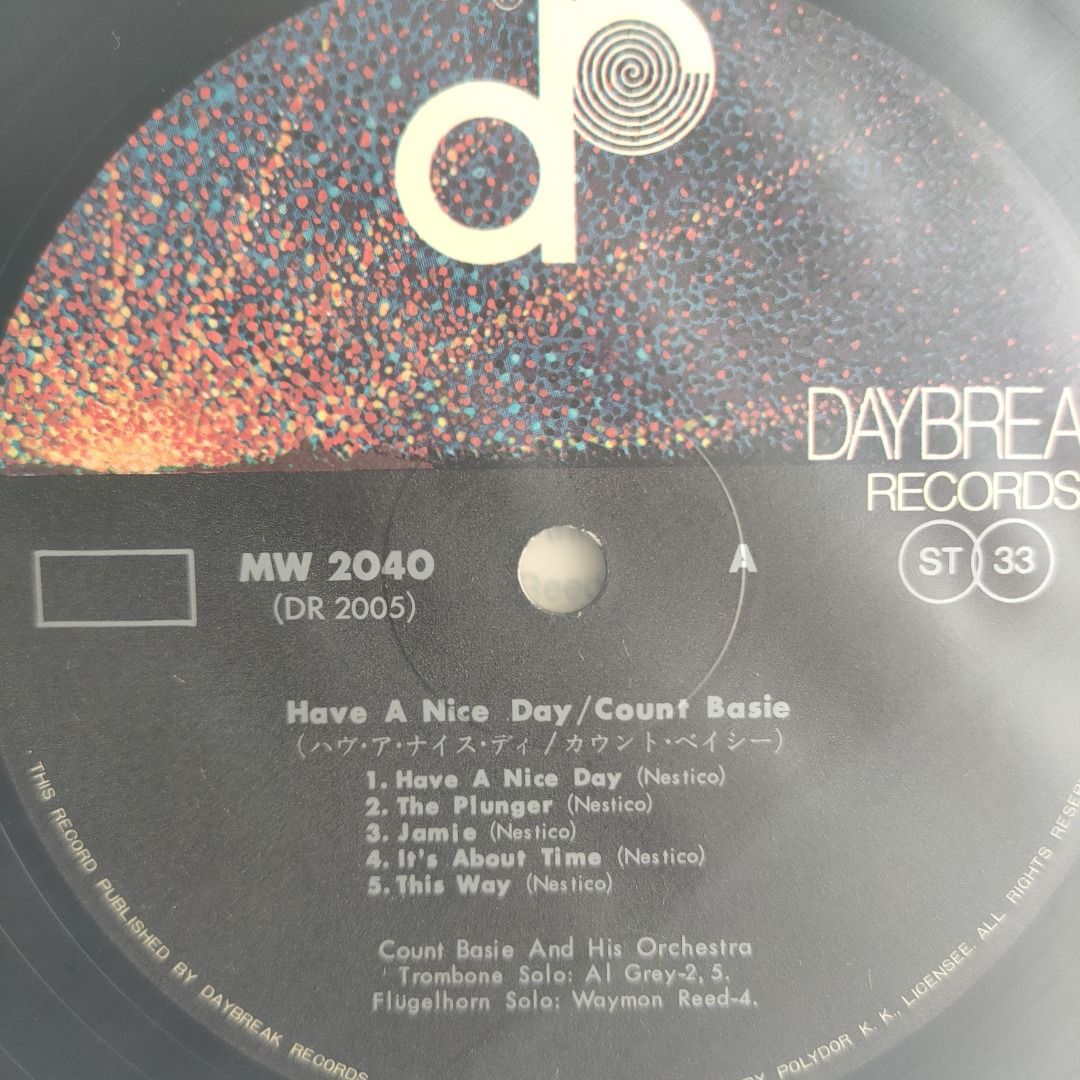 dp
DAYBREA
RECORDS
MW 2040
A
ST 33
(DR 2005)
Have A Nice Day/Count Basie
(ハヴ・ア・ナイス・ディ/カウント・ベイシー)
1. Have A Nice Day (Nestico)
2. The Plunger (Nestico)
3. Jamie (Nestico)
4. It's About Time (Nestico)
5. This Way (Nestico)
Count Basie And His Orchestra
Trombone Solo: Al Grey-2, 5.
Flügelhorn Solo: Waymon Reed-4.
THIS RECORD PUBLISHED BY DAYBREAK RECORDS
BY POLYDOR K. K., LICENSEE. ALL RIGHTS RESER